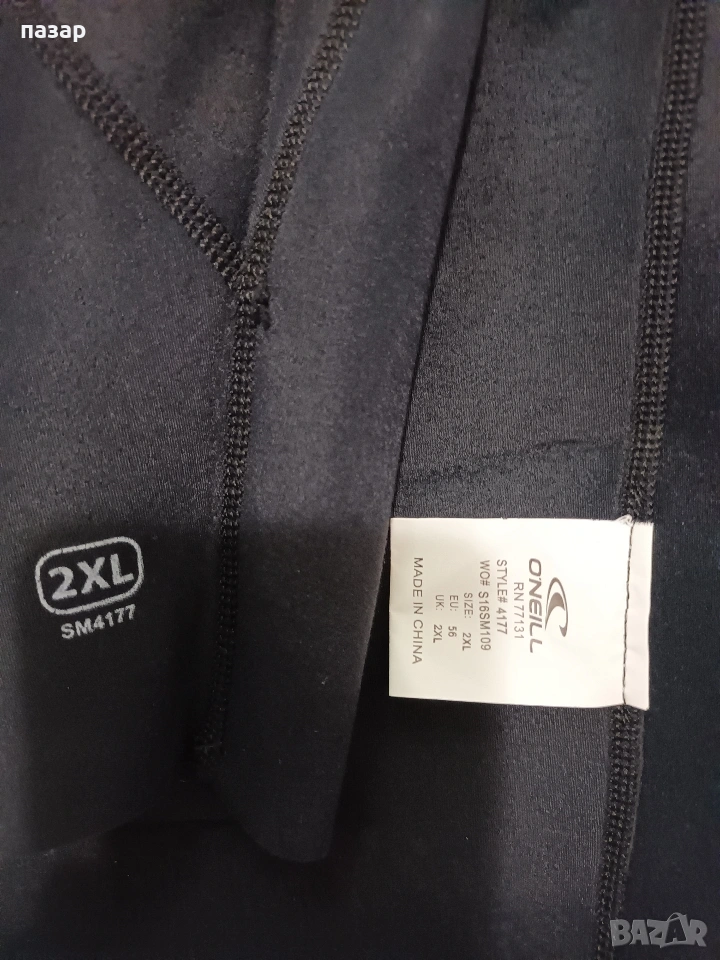 пазар
2XL
SM4177
O'NEILL
RN 77131
STYLE# 4177
WO# S16SM109
SIZE: 2XL
EU: 56
UK: 2XL
MADE IN CHINA
BAZAR